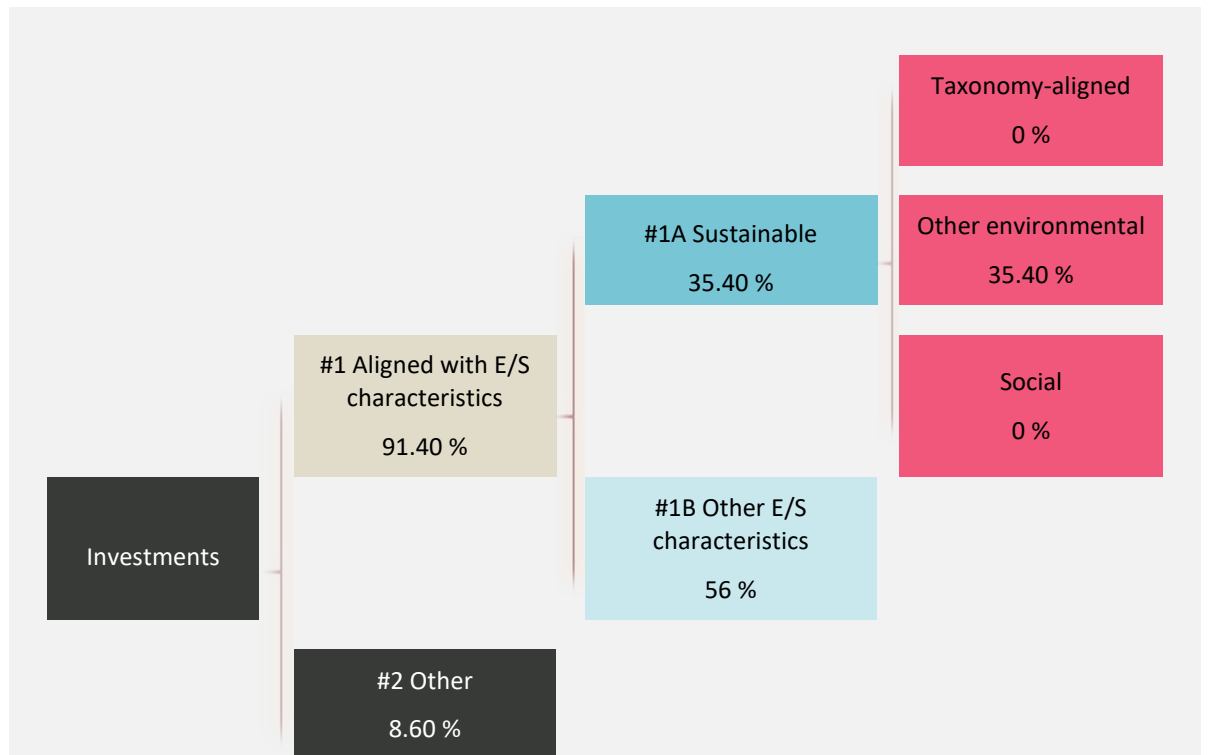 Investments
#1 Aligned with E/S
characteristics
91.40 %
#2 Other
8.60 %
#1A Sustainable
35.40 %
#1B Other E/S
characteristics
56 %
Taxonomy-aligned
0 %
Other environmental
35.40 %
Social
0 %